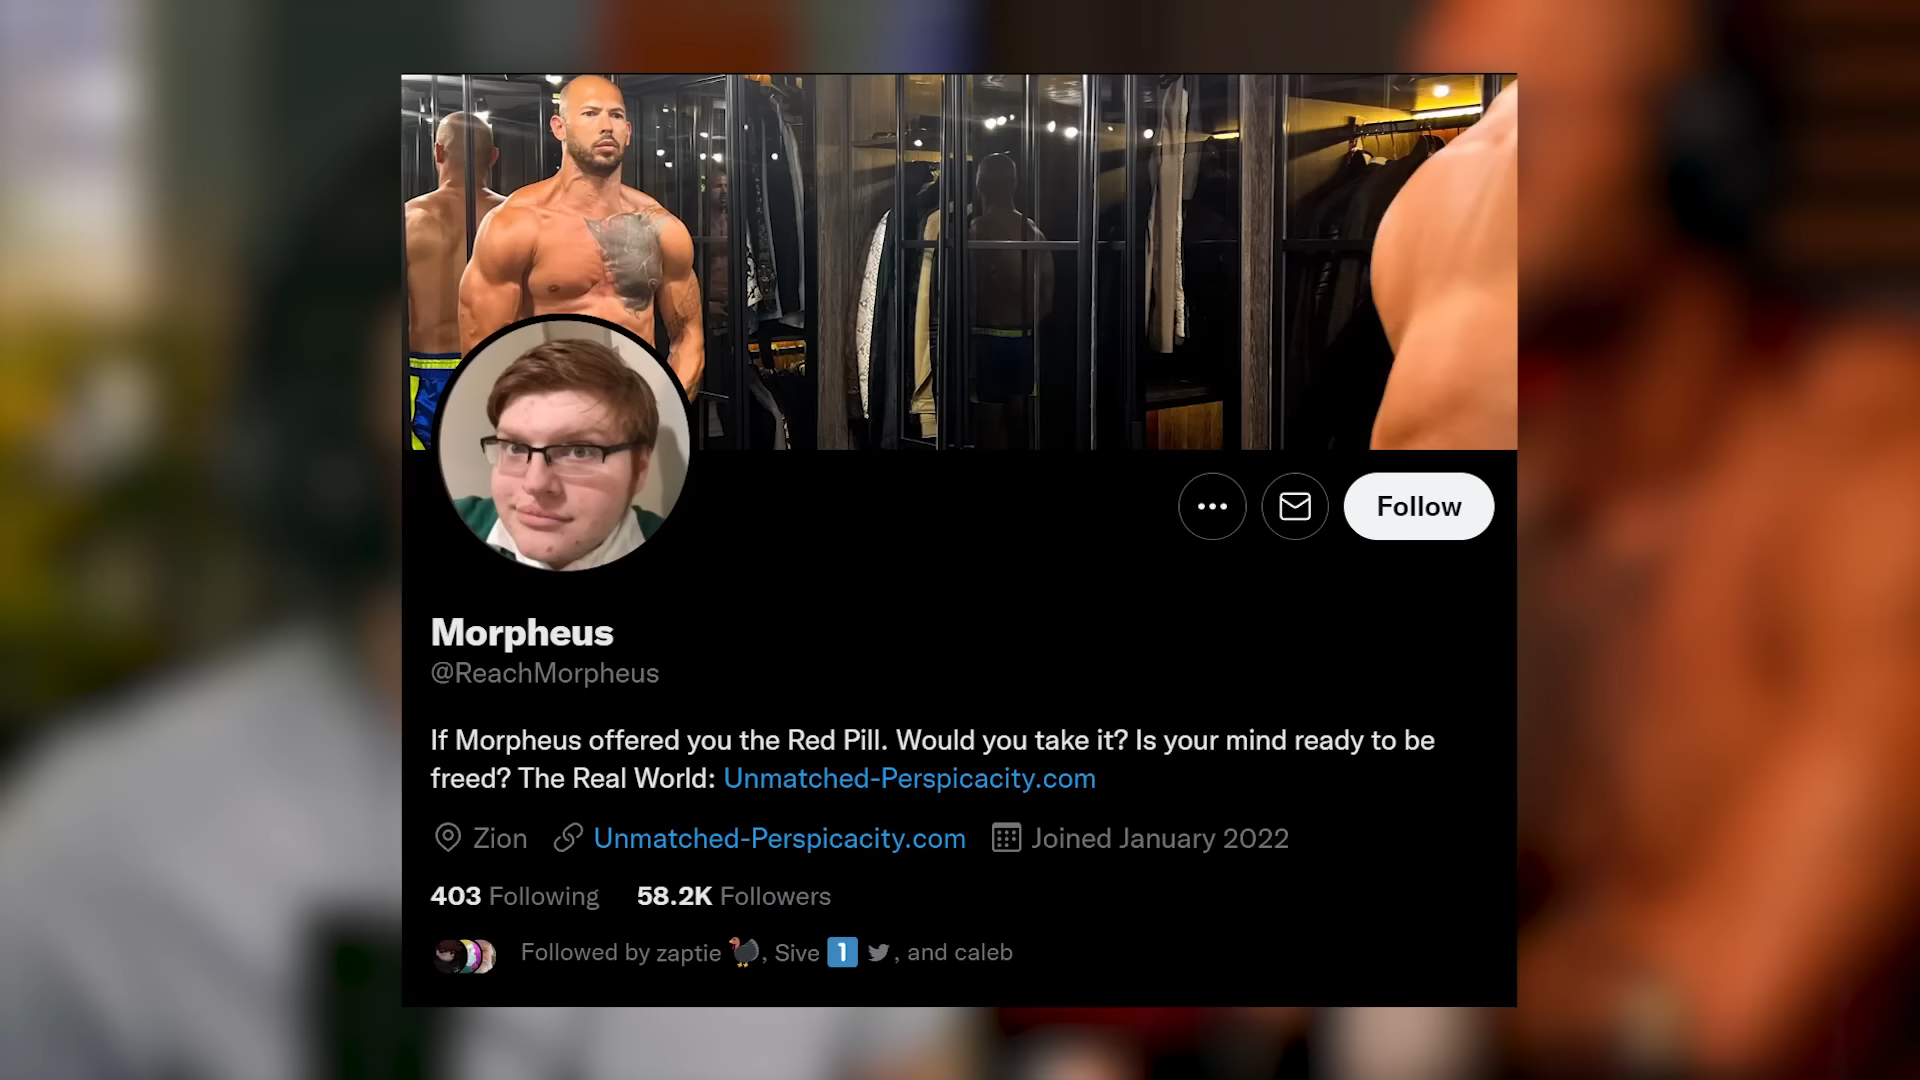 Follow
Morpheus
@ReachMorpheus
If Morpheus offered you the Red Pill. Would you take it? Is your mind ready to be
freed? The Real World: Unmatched-Perspicacity.com
Zion Unmatched-Perspicacity.com Joined January 2022
403 Following 58.2K Followers
Followed by zaptie 🦃, Sive 1️⃣ , and caleb